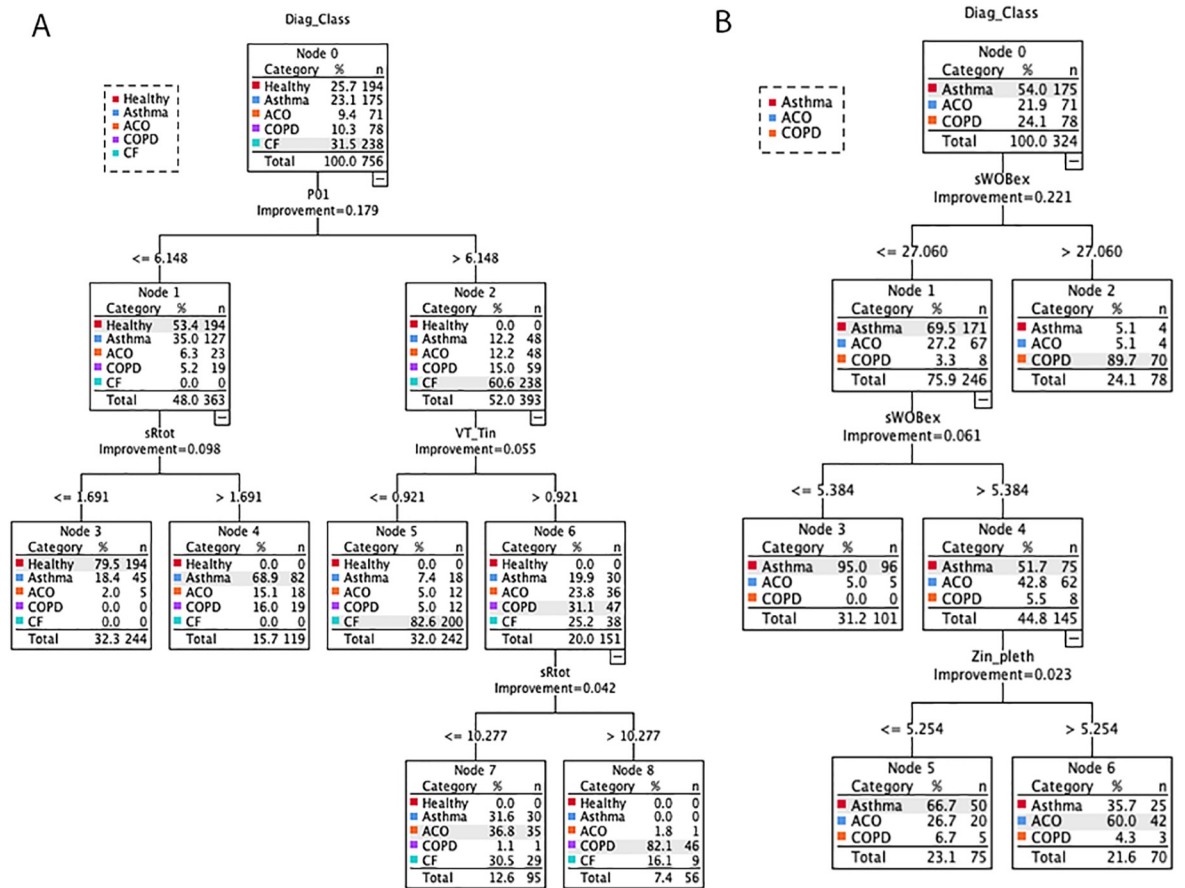 A
Diag_Class
Healthy
Asthma
ACO
COPD
CF
Node 0
Category % n
Healthy 25.7 194
Asthma 23.1 175
ACO 9.4 71
COPD 10.3 78
CF 31.5 238
Total 100.0 756
P01
Improvement=0.179
<= 6.148
> 6.148
Node 1
Category % n
Healthy 53.4 194
Asthma 35.0 127
ACO 6.3 23
COPD 5.2 19
CF 0.0 0
Total 48.0 363
Node 2
Category % n
Healthy 0.0 0
Asthma 12.2 48
ACO 12.2 48
COPD 15.0 59
CF 60.6 238
Total 52.0 393
sRtot
Improvement=0.098
VT_Tin
Improvement=0.055
<= 1.691
> 1.691
<= 0.921
> 0.921
Node 3
Category % n
Healthy 79.5 194
Asthma 18.4 45
ACO 2.0 5
COPD 0.0 0
CF 0.0 0
Total 32.3 244
Node 4
Category % n
Healthy 0.0 0
Asthma 68.9 82
ACO 15.1 18
COPD 16.0 19
CF 0.0 0
Total 15.7 119
Node 5
Category % n
Healthy 0.0 0
Asthma 7.4 18
ACO 5.0 12
COPD 5.0 12
CF 82.6 200
Total 32.0 242
Node 6
Category % n
Healthy 0.0 0
Asthma 19.9 30
ACO 23.8 36
COPD 31.1 47
CF 25.2 38
Total 20.0 151
sRtot
Improvement=0.042
<= 10.277
> 10.277
Node 7
Category % n
Healthy 0.0 0
Asthma 31.6 30
ACO 36.8 35
COPD 1.1 1
CF 30.5 29
Total 12.6 95
Node 8
Category % n
Healthy 0.0 0
Asthma 0.0 0
ACO 1.8 1
COPD 82.1 46
CF 16.1 9
Total 7.4 56
B
Diag_Class
Asthma
ACO
COPD
Node 0
Category % n
Asthma 54.0 175
ACO 21.9 71
COPD 24.1 78
Total 100.0 324
sWOBex
Improvement=0.221
<= 27.060
> 27.060
Node 1
Category % n
Asthma 69.5 171
ACO 27.2 67
COPD 3.3 8
Total 75.9 246
Node 2
Category % n
Asthma 5.1 4
ACO 5.1 4
COPD 89.7 70
Total 24.1 78
sWOBex
Improvement=0.061
<= 5.384
> 5.384
Node 3
Category % n
Asthma 95.0 96
ACO 5.0 5
COPD 0.0 0
Total 31.2 101
Node 4
Category % n
Asthma 51.7 75
ACO 42.8 62
COPD 5.5 8
Total 44.8 145
Zin_pleth
Improvement=0.023
<= 5.254
> 5.254
Node 5
Category % n
Asthma 66.7 50
ACO 26.7 20
COPD 6.7 5
Total 23.1 75
Node 6
Category % n
Asthma 35.7 25
ACO 60.0 42
COPD 4.3 3
Total 21.6 70